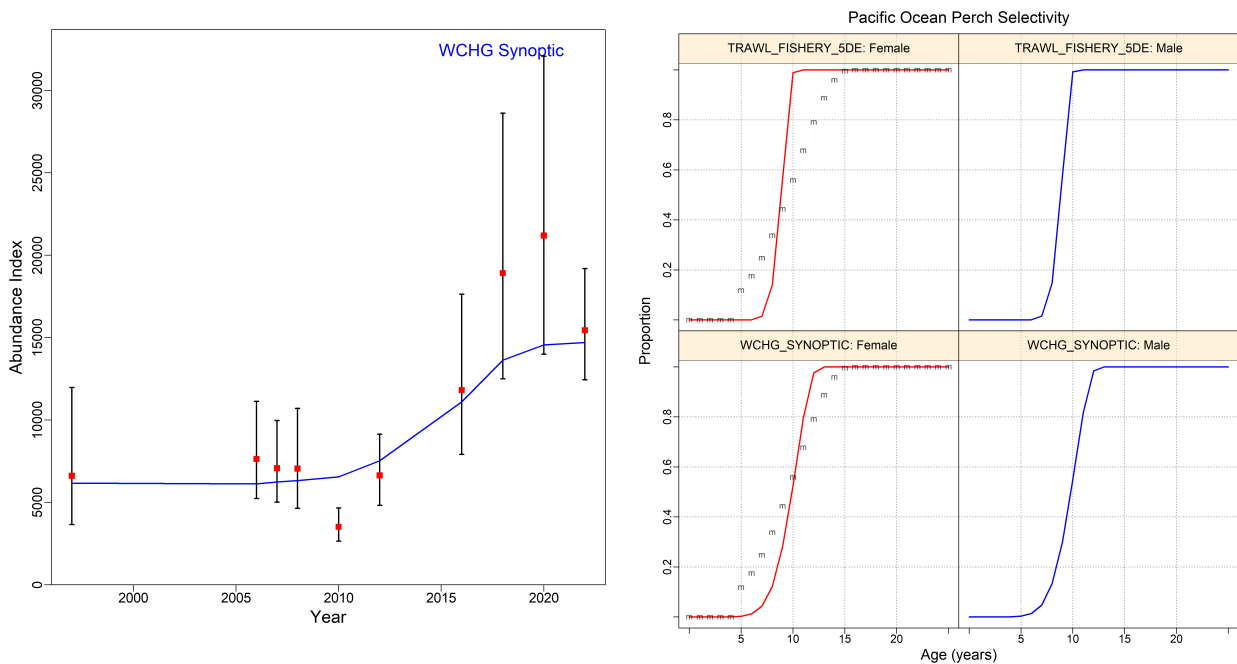 WCHG Synoptic
30000
25000
20000
15000
10000
5000
0
Abundance Index
2000 2005 2010 2015 2020
Year
Pacific Ocean Perch Selectivity
TRAWL_FISHERY_5DE: Female TRAWL_FISHERY_5DE: Male
0.8
0.6
0.4
0.2
m m m m m m m m m m m m m m m m m m m m m m m m m m
WCHG_SYNOPTIC: Female WCHG_SYNOPTIC: Male
0.8
0.6
0.4
0.2
m m m m m m m m m m m m m m m m m m m m m m m m m m
Proportion
5 10 15 20 5 10 15 20
Age (years)